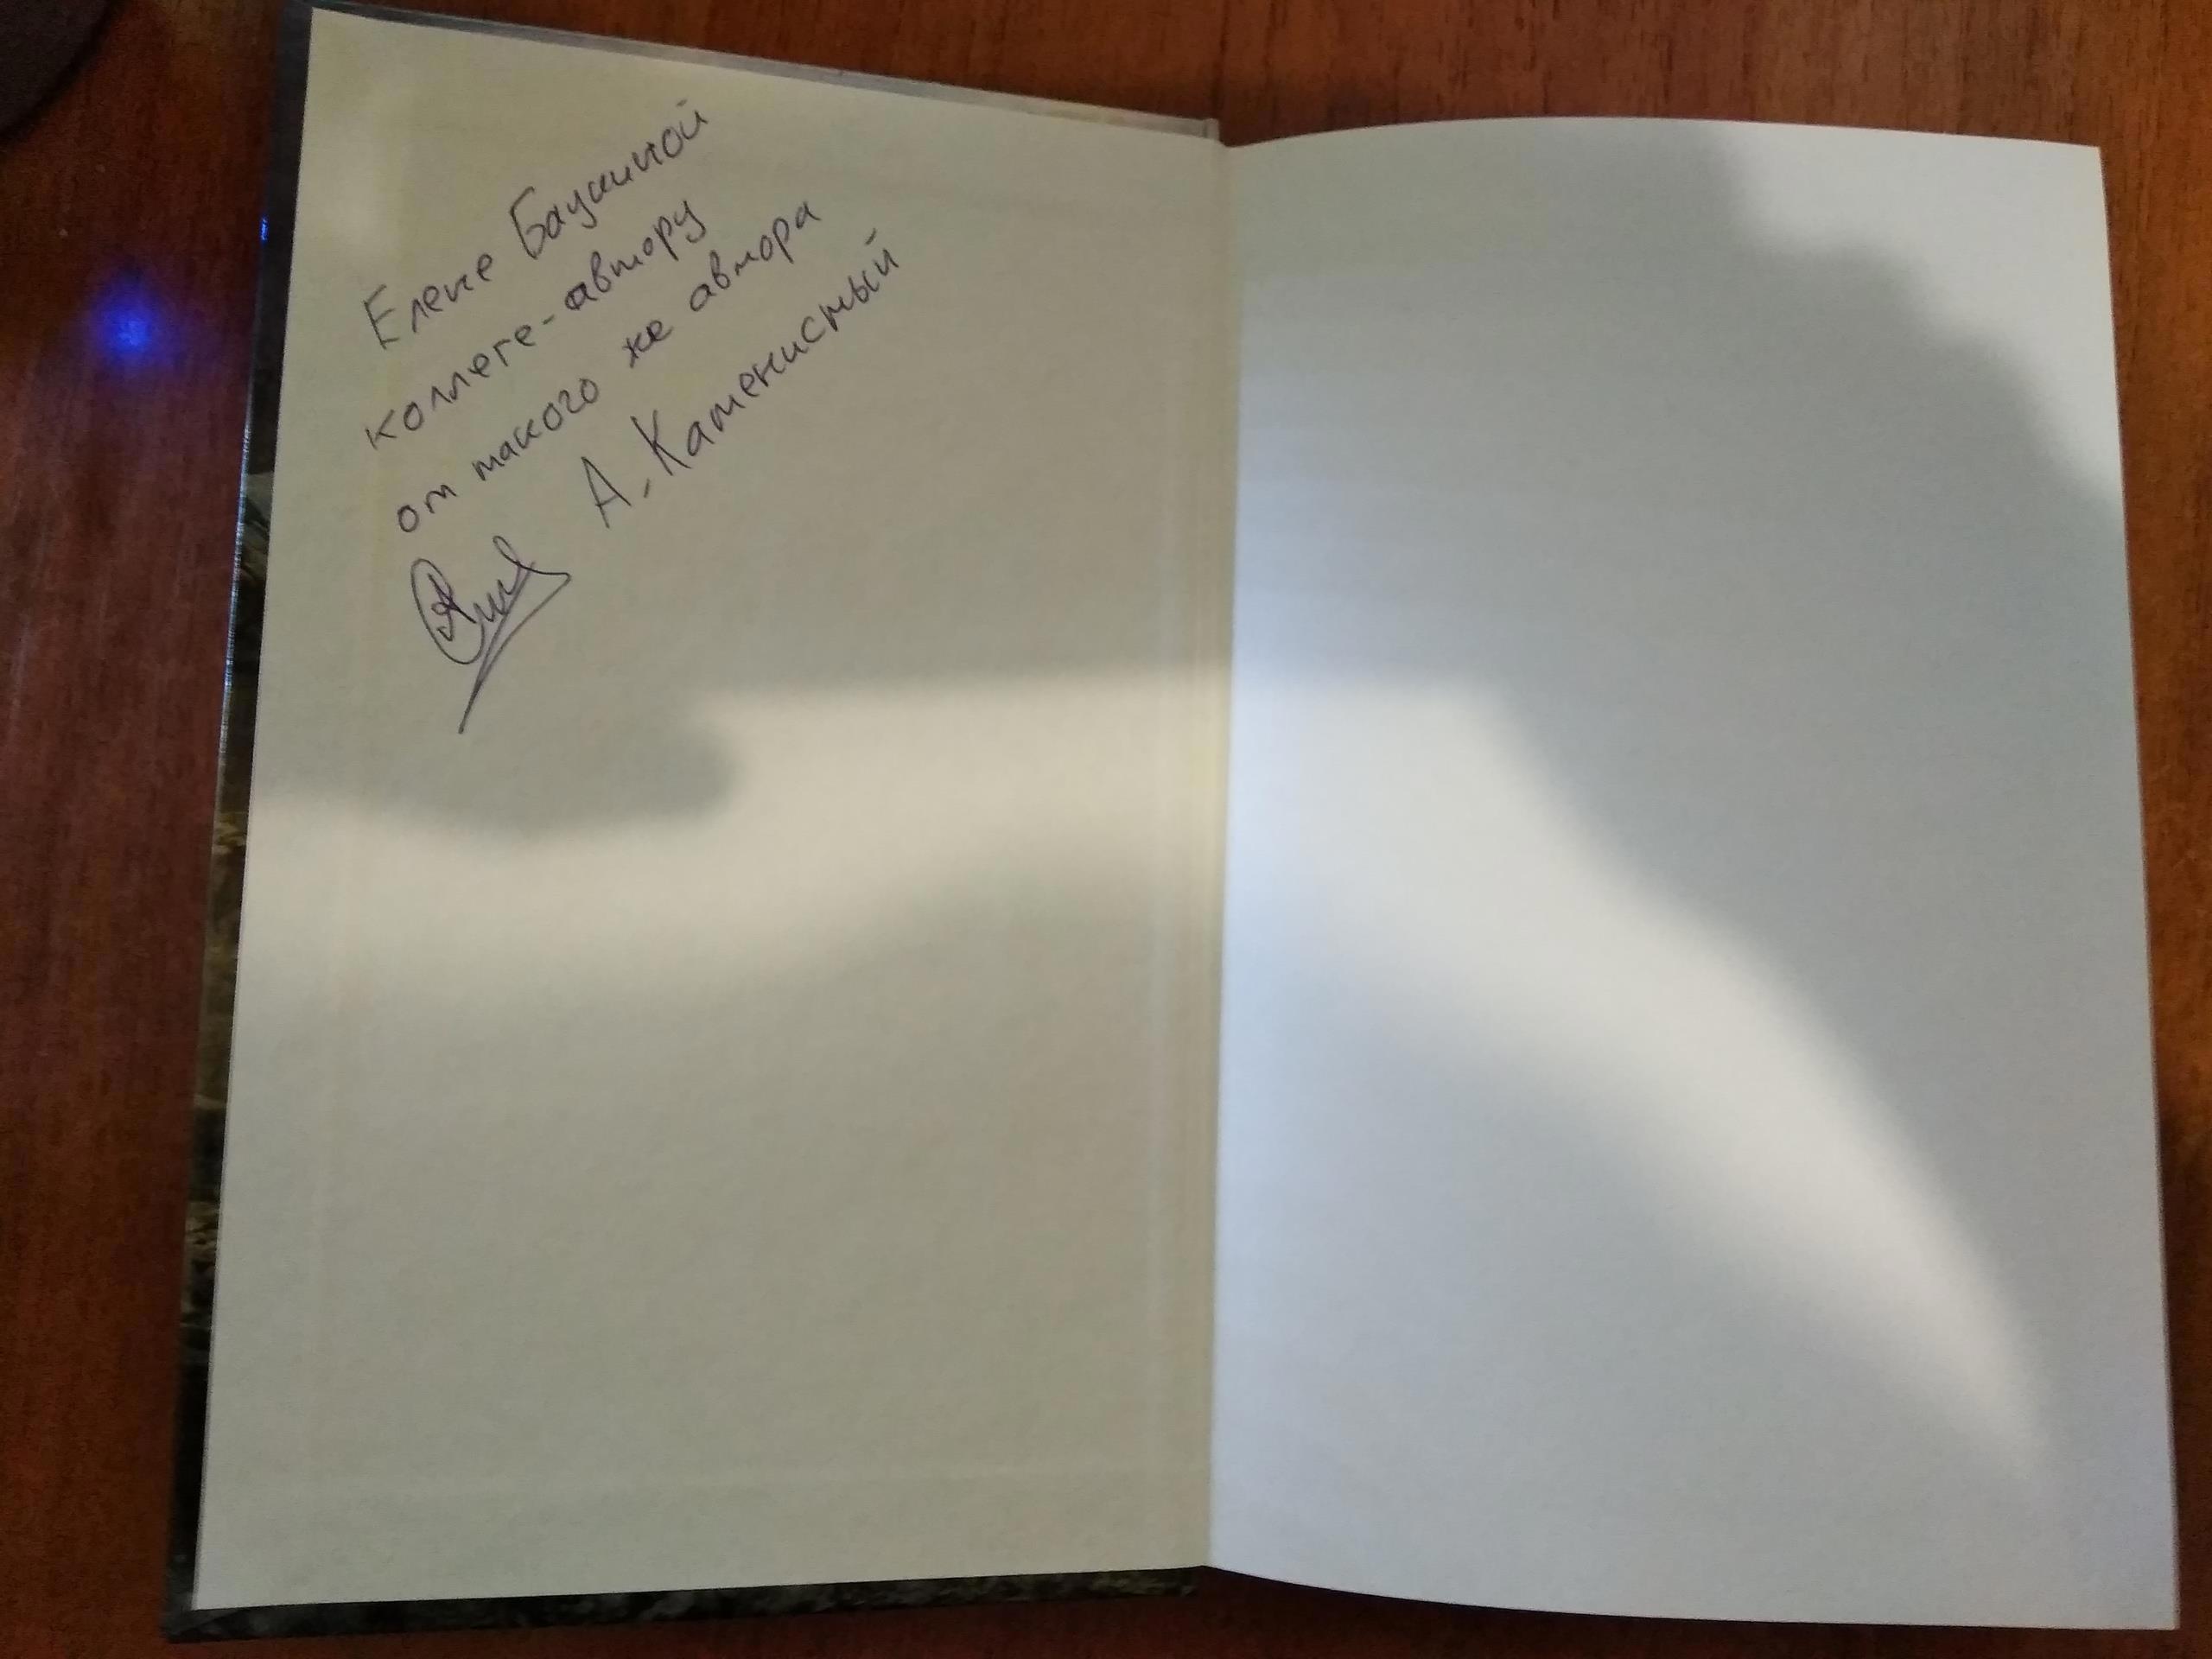 Елене Баушиной
коллеге-автору
от такого же автора
А. Каменистый